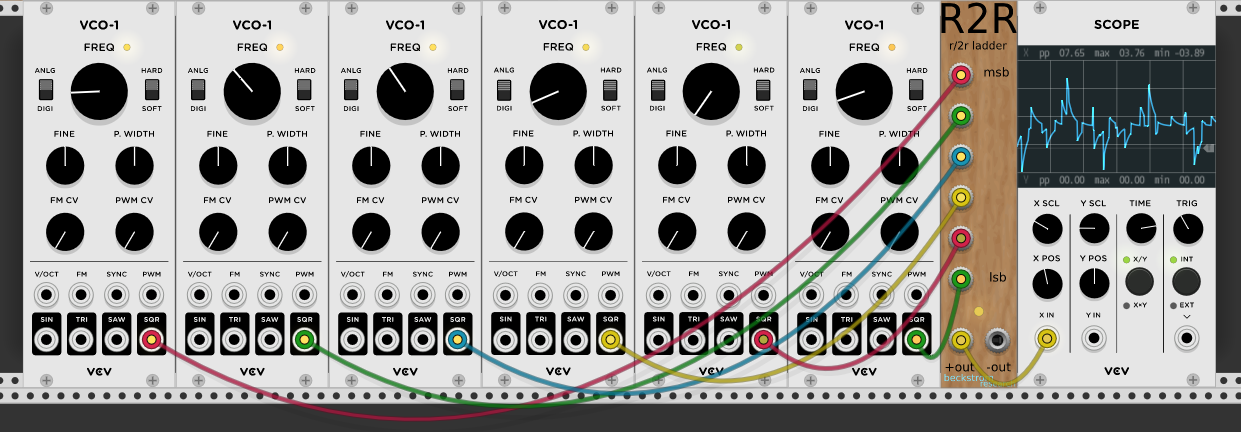 VCO-1
FREQ
ANLG HARD
DIGI SOFT
FINE P. WIDTH
FM CV PWM CV
V/OCT FM SYNC PWM
SIN TRI SAW SQR
VCV
VCO-1
FREQ
ANLG HARD
DIGI SOFT
FINE P. WIDTH
FM CV PWM CV
V/OCT FM SYNC PWM
SIN TRI SAW SQR
VCV
VCO-1
FREQ
ANLG HARD
DIGI SOFT
FINE P. WIDTH
FM CV PWM CV
V/OCT FM SYNC PWM
SIN TRI SAW SQR
VCV
VCO-1
FREQ
ANLG HARD
DIGI SOFT
FINE P. WIDTH
FM CV PWM CV
V/OCT FM SYNC PWM
SIN TRI SAW SQR
VCV
VCO-1
FREQ
ANLG HARD
DIGI SOFT
FINE P. WIDTH
FM CV PWM CV
V/OCT FM SYNC PWM
SIN TRI SAW SQR
VCV
VCO-1
FREQ
ANLG HARD
DIGI SOFT
FINE P. WIDTH
FM CV PWM CV
V/OCT FM SYNC PWM
SIN TRI SAW SQR
VCV
R2R
r/2r ladder
msb
lsb
+out -out
SCOPE
X pp 07.65 max 03.76 min -03.89
Y pp 00.00 max 00.00 min 00.00
X SCL Y SCL TIME TRIG
X POS Y POS X/Y INT
X×Y EXT
X IN Y IN
VCV